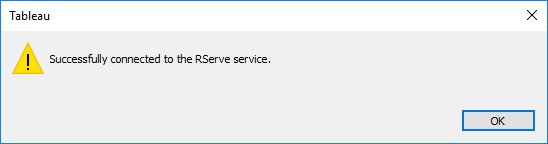 Tableau
Successfully connected to the RServe service.
OK